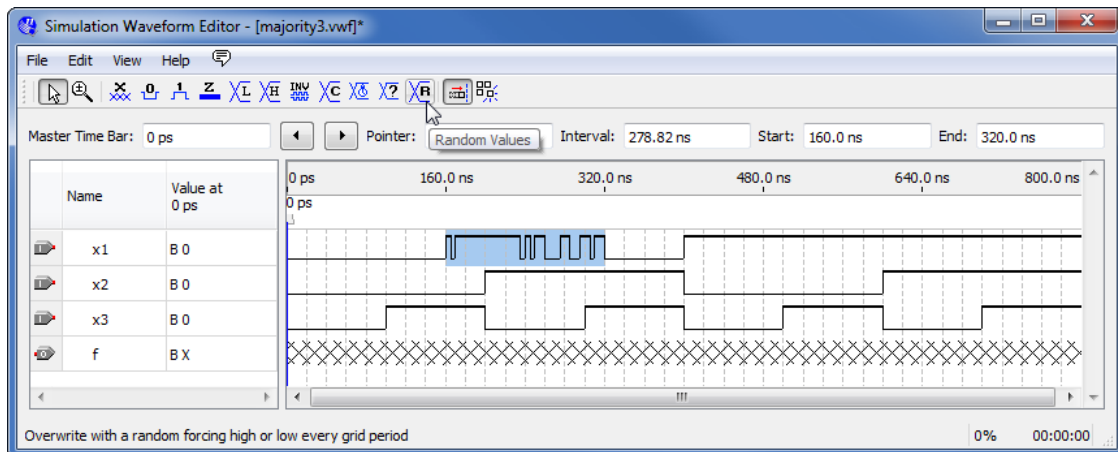 Simulation Waveform Editor - [majority3.vwf]*
File Edit View Help
X 0 1 Z L H INV C ? R
Master Time Bar: 0 ps Pointer: Interval: 278.82 ns Start: 160.0 ns End: 320.0 ns
Random Values
Name Value at 0 ps
0 ps 160.0 ns 320.0 ns 480.0 ns 640.0 ns 800.0 ns
0 ps
x1 B 0
x2 B 0
x3 B 0
f B X
Overwrite with a random forcing high or low every grid period 0% 00:00:00